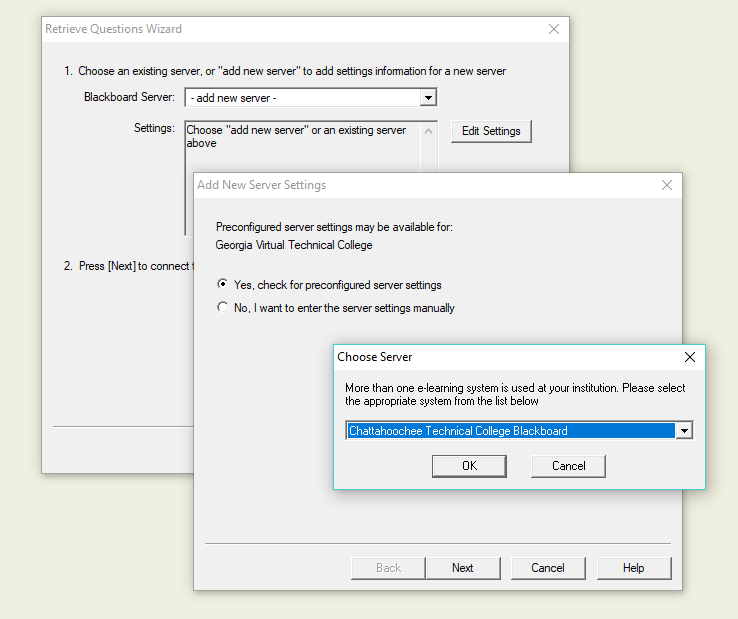 Retrieve Questions Wizard
1. Choose an existing server, or "add new server" to add settings information for a new server
Blackboard Server: - add new server -
Settings: Choose "add new server" or an existing server
above
Edit Settings
2. Press [Next] to connect
Add New Server Settings
Preconfigured server settings may be available for:
Georgia Virtual Technical College
Yes, check for preconfigured server settings
No, I want to enter the server settings manually
Choose Server
More than one e-learning system is used at your institution. Please select
the appropriate system from the list below
Chattahoochee Technical College Blackboard
OK Cancel
Back Next Cancel Help